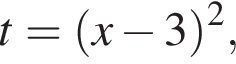 t = (x − 3)²,